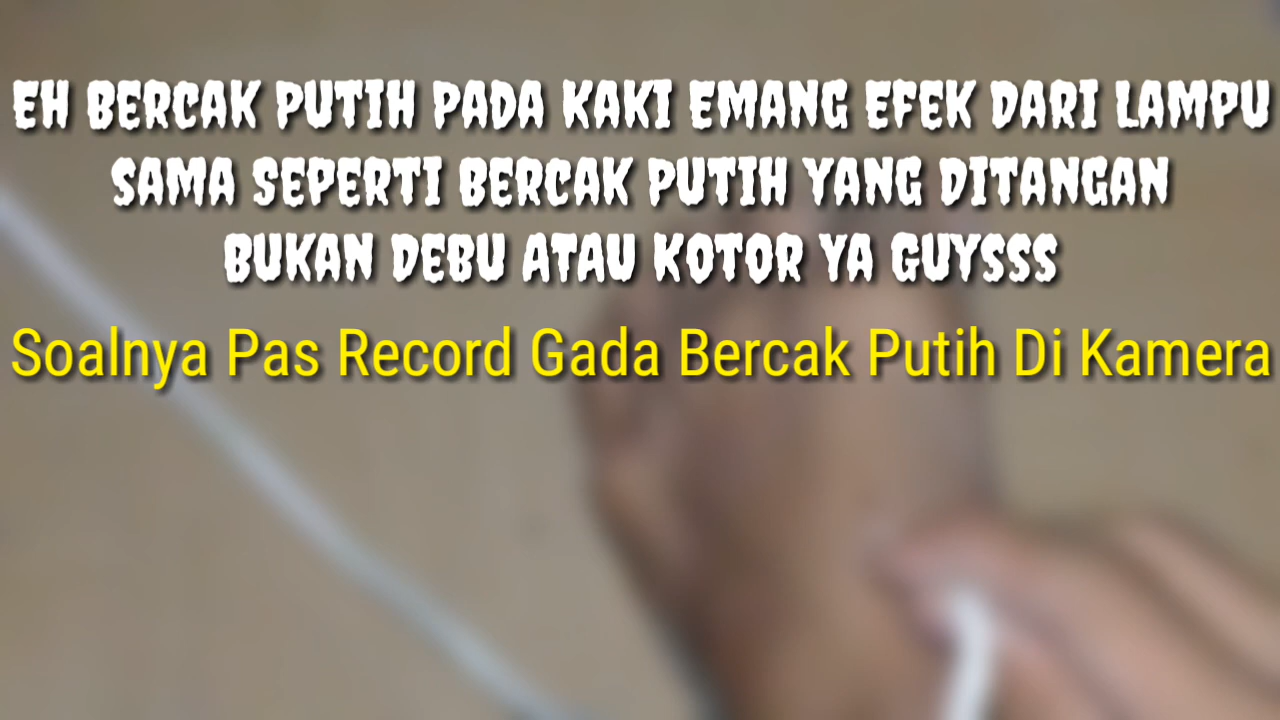 EH BERCAK PUTIH PADA KAKI EMANG EFEK DARI LAMPU
SAMA SEPERTI BERCAK PUTIH YANG DITANGAN
BUKAN DEBU ATAU KOTOR YA GUYSSS
Soalnya Pas Record Gada Bercak Putih Di Kamera